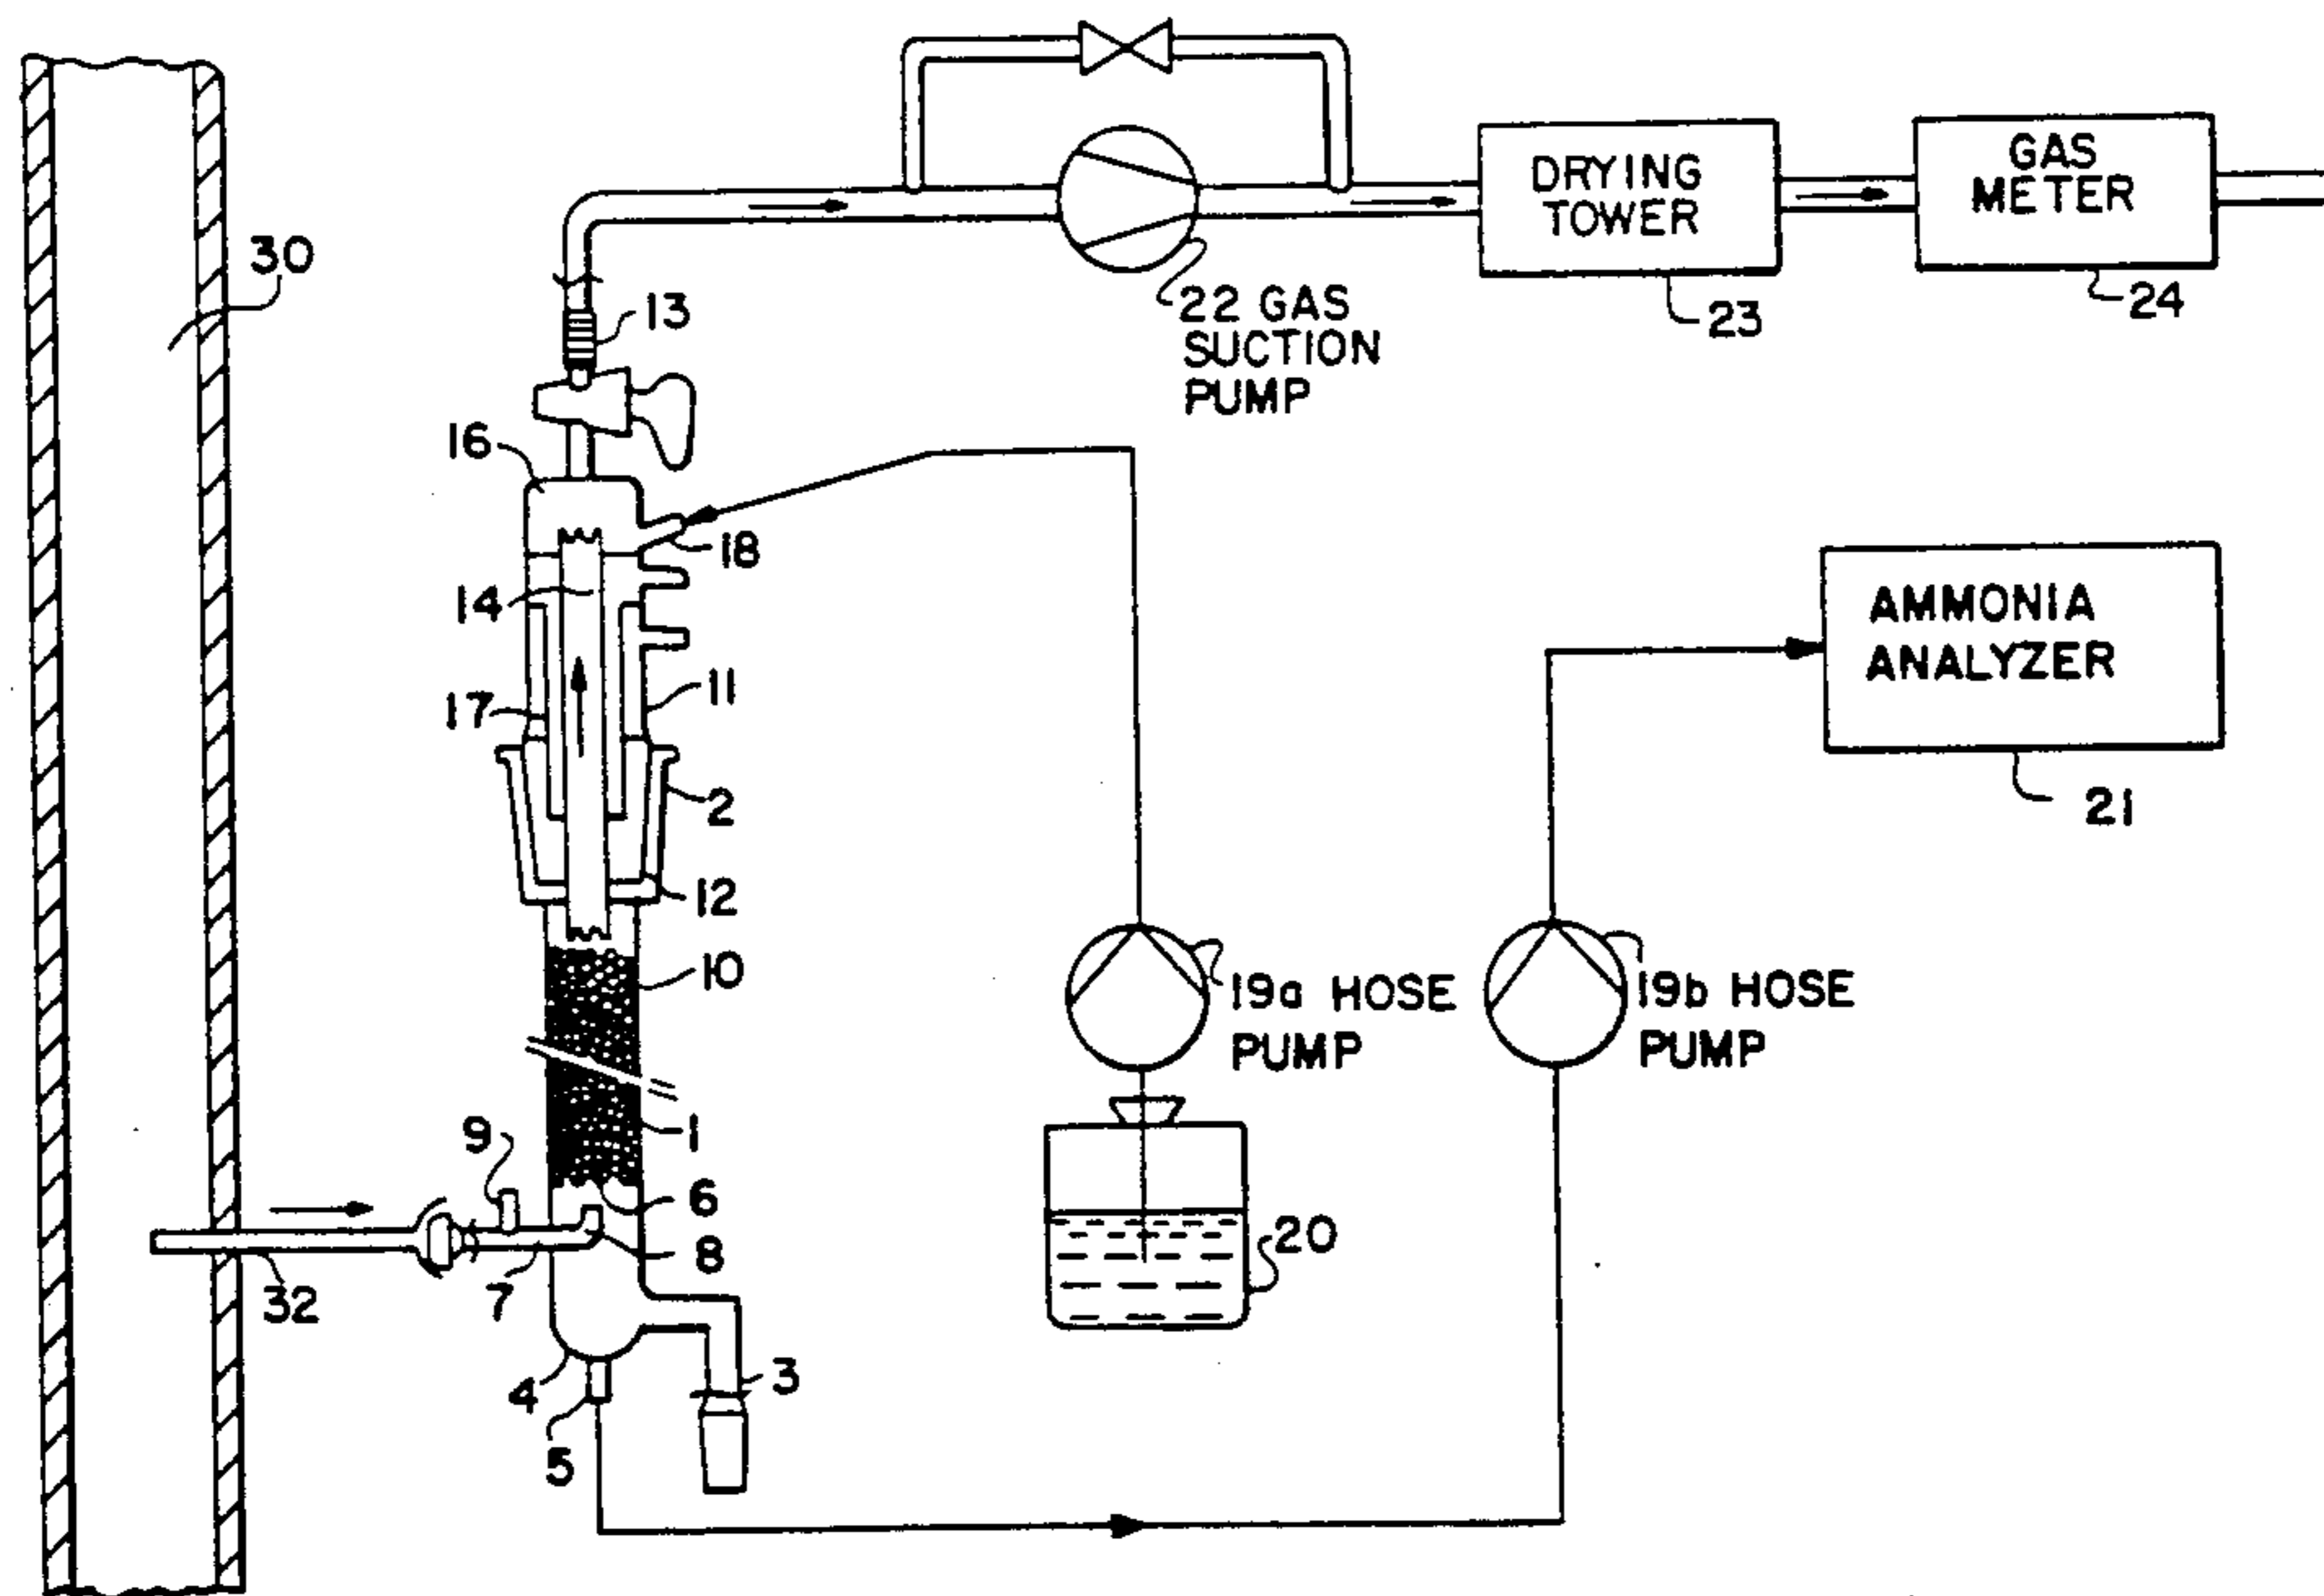 DRYING
TOWER
GAS
METER
30
13
22 GAS
SUCTION
PUMP
23
24
16
18
14
AMMONIA
ANALYZER
17
11
2
21
12
10
19a HOSE
PUMP
19b HOSE
PUMP
9
1
6
8
20
7
32
4
3
5